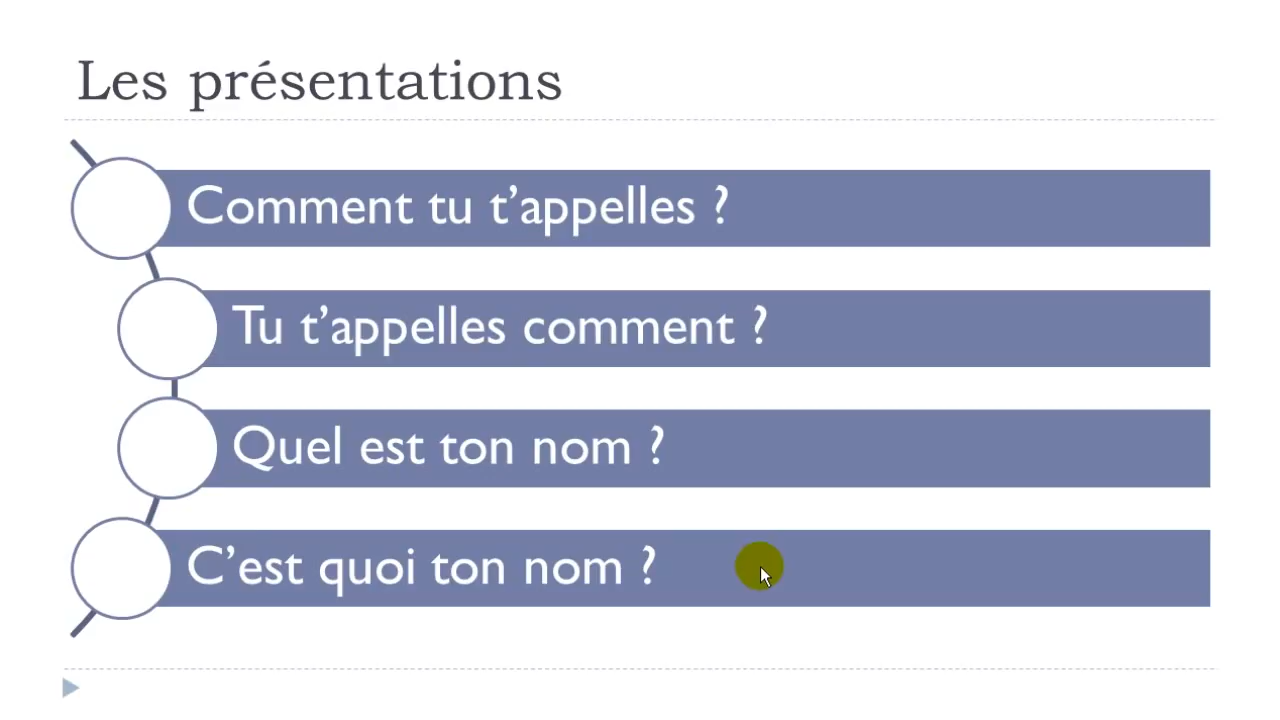 Les présentations
Comment tu t’appelles ?
Tu t’appelles comment ?
Quel est ton nom ?
C’est quoi ton nom ?